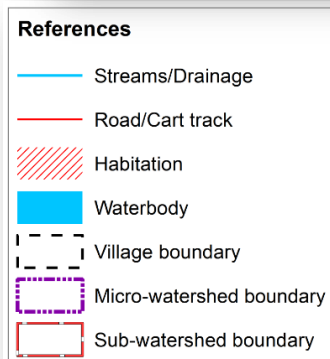 References
Streams/Drainage
Road/Cart track
Habitation
Waterbody
Village boundary
Micro-watershed boundary
Sub-watershed boundary